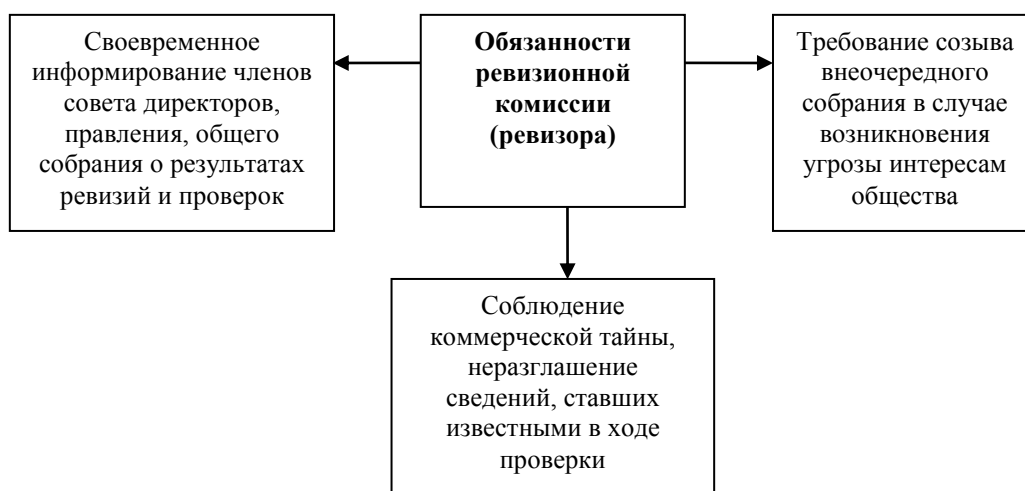 Своевременное
информирование членов
совета директоров,
правления, общего
собрания о результатах
ревизий и проверок
Обязанности
ревизионной
комиссии
(ревизора)
Требование созыва
внеочередного
собрания в случае
возникновения
угрозы интересам
общества
Соблюдение
коммерческой тайны,
неразглашение
сведений, ставших
известными в ходе
проверки